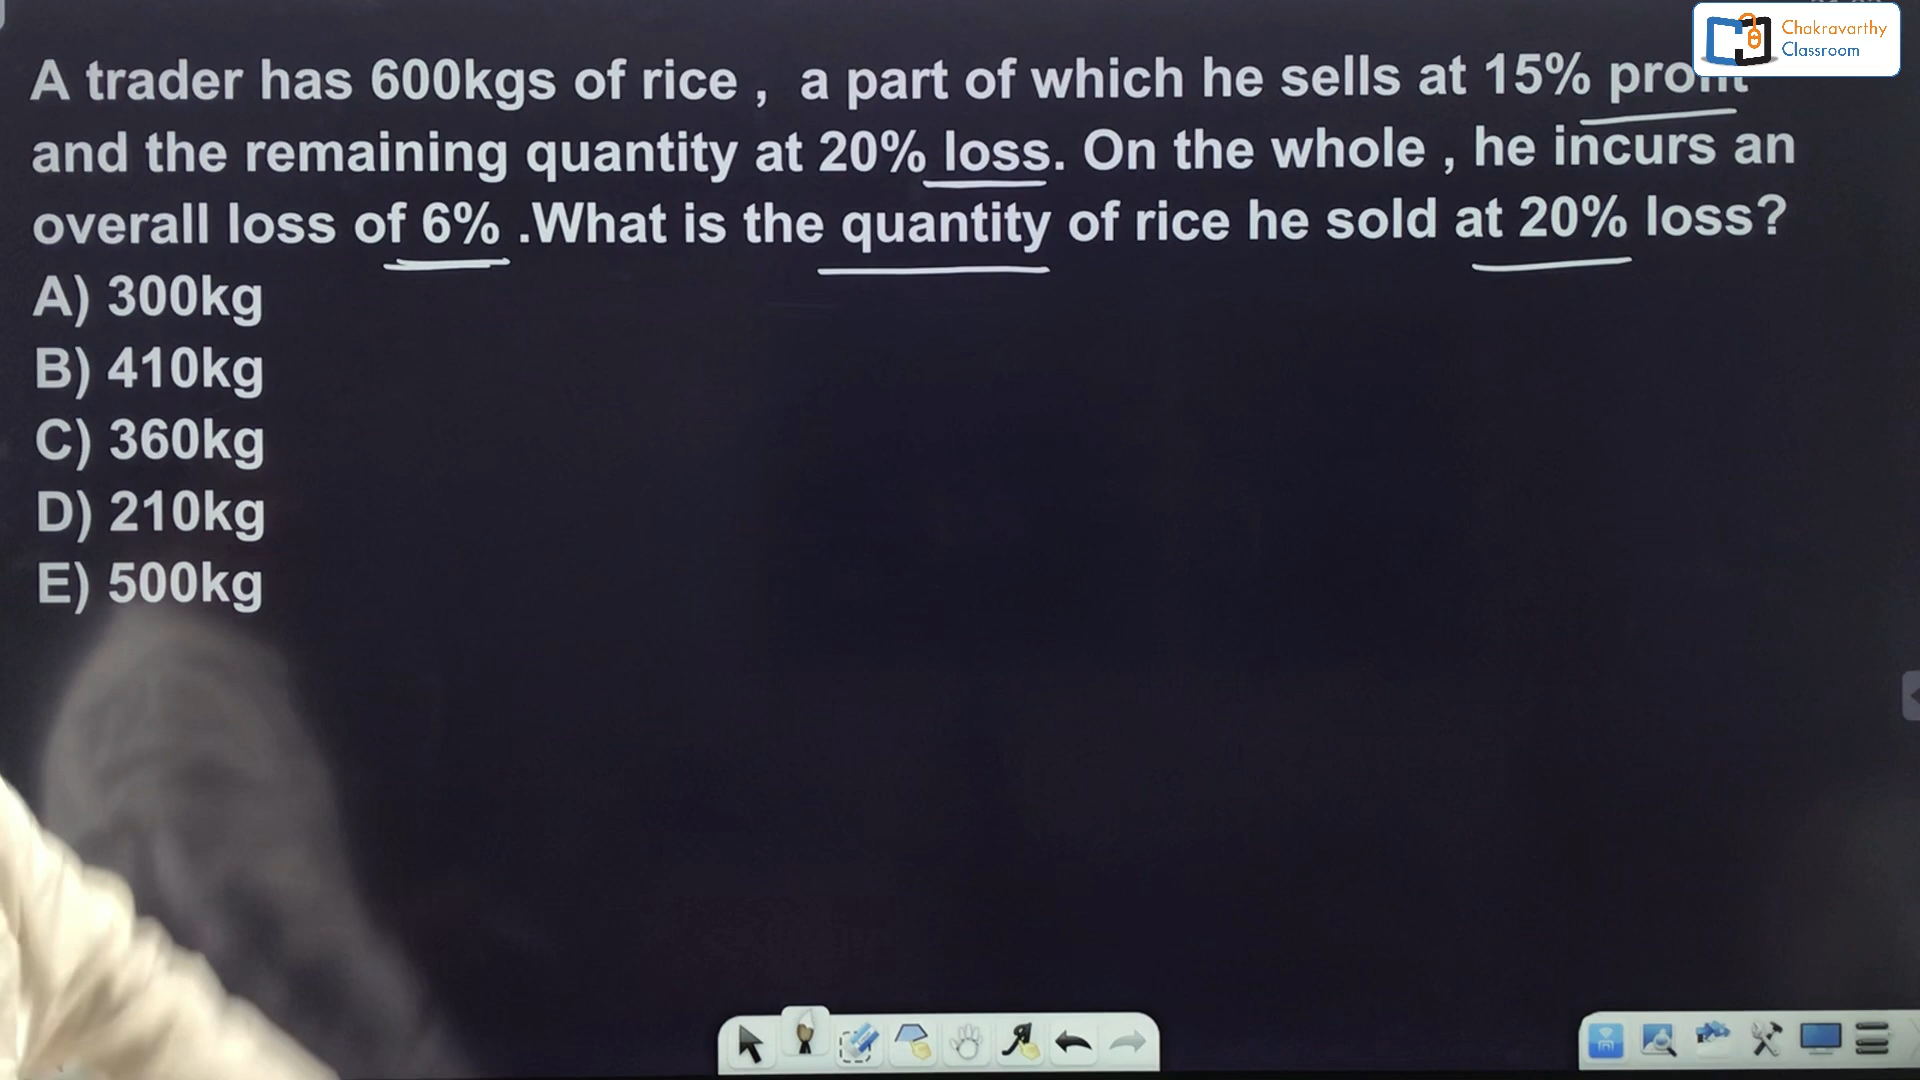 Chakravarthy
Classroom
A trader has 600kgs of rice , a part of which he sells at 15% profit
and the remaining quantity at 20% loss. On the whole , he incurs an
overall loss of 6% .What is the quantity of rice he sold at 20% loss?
A) 300kg
B) 410kg
C) 360kg
D) 210kg
E) 500kg